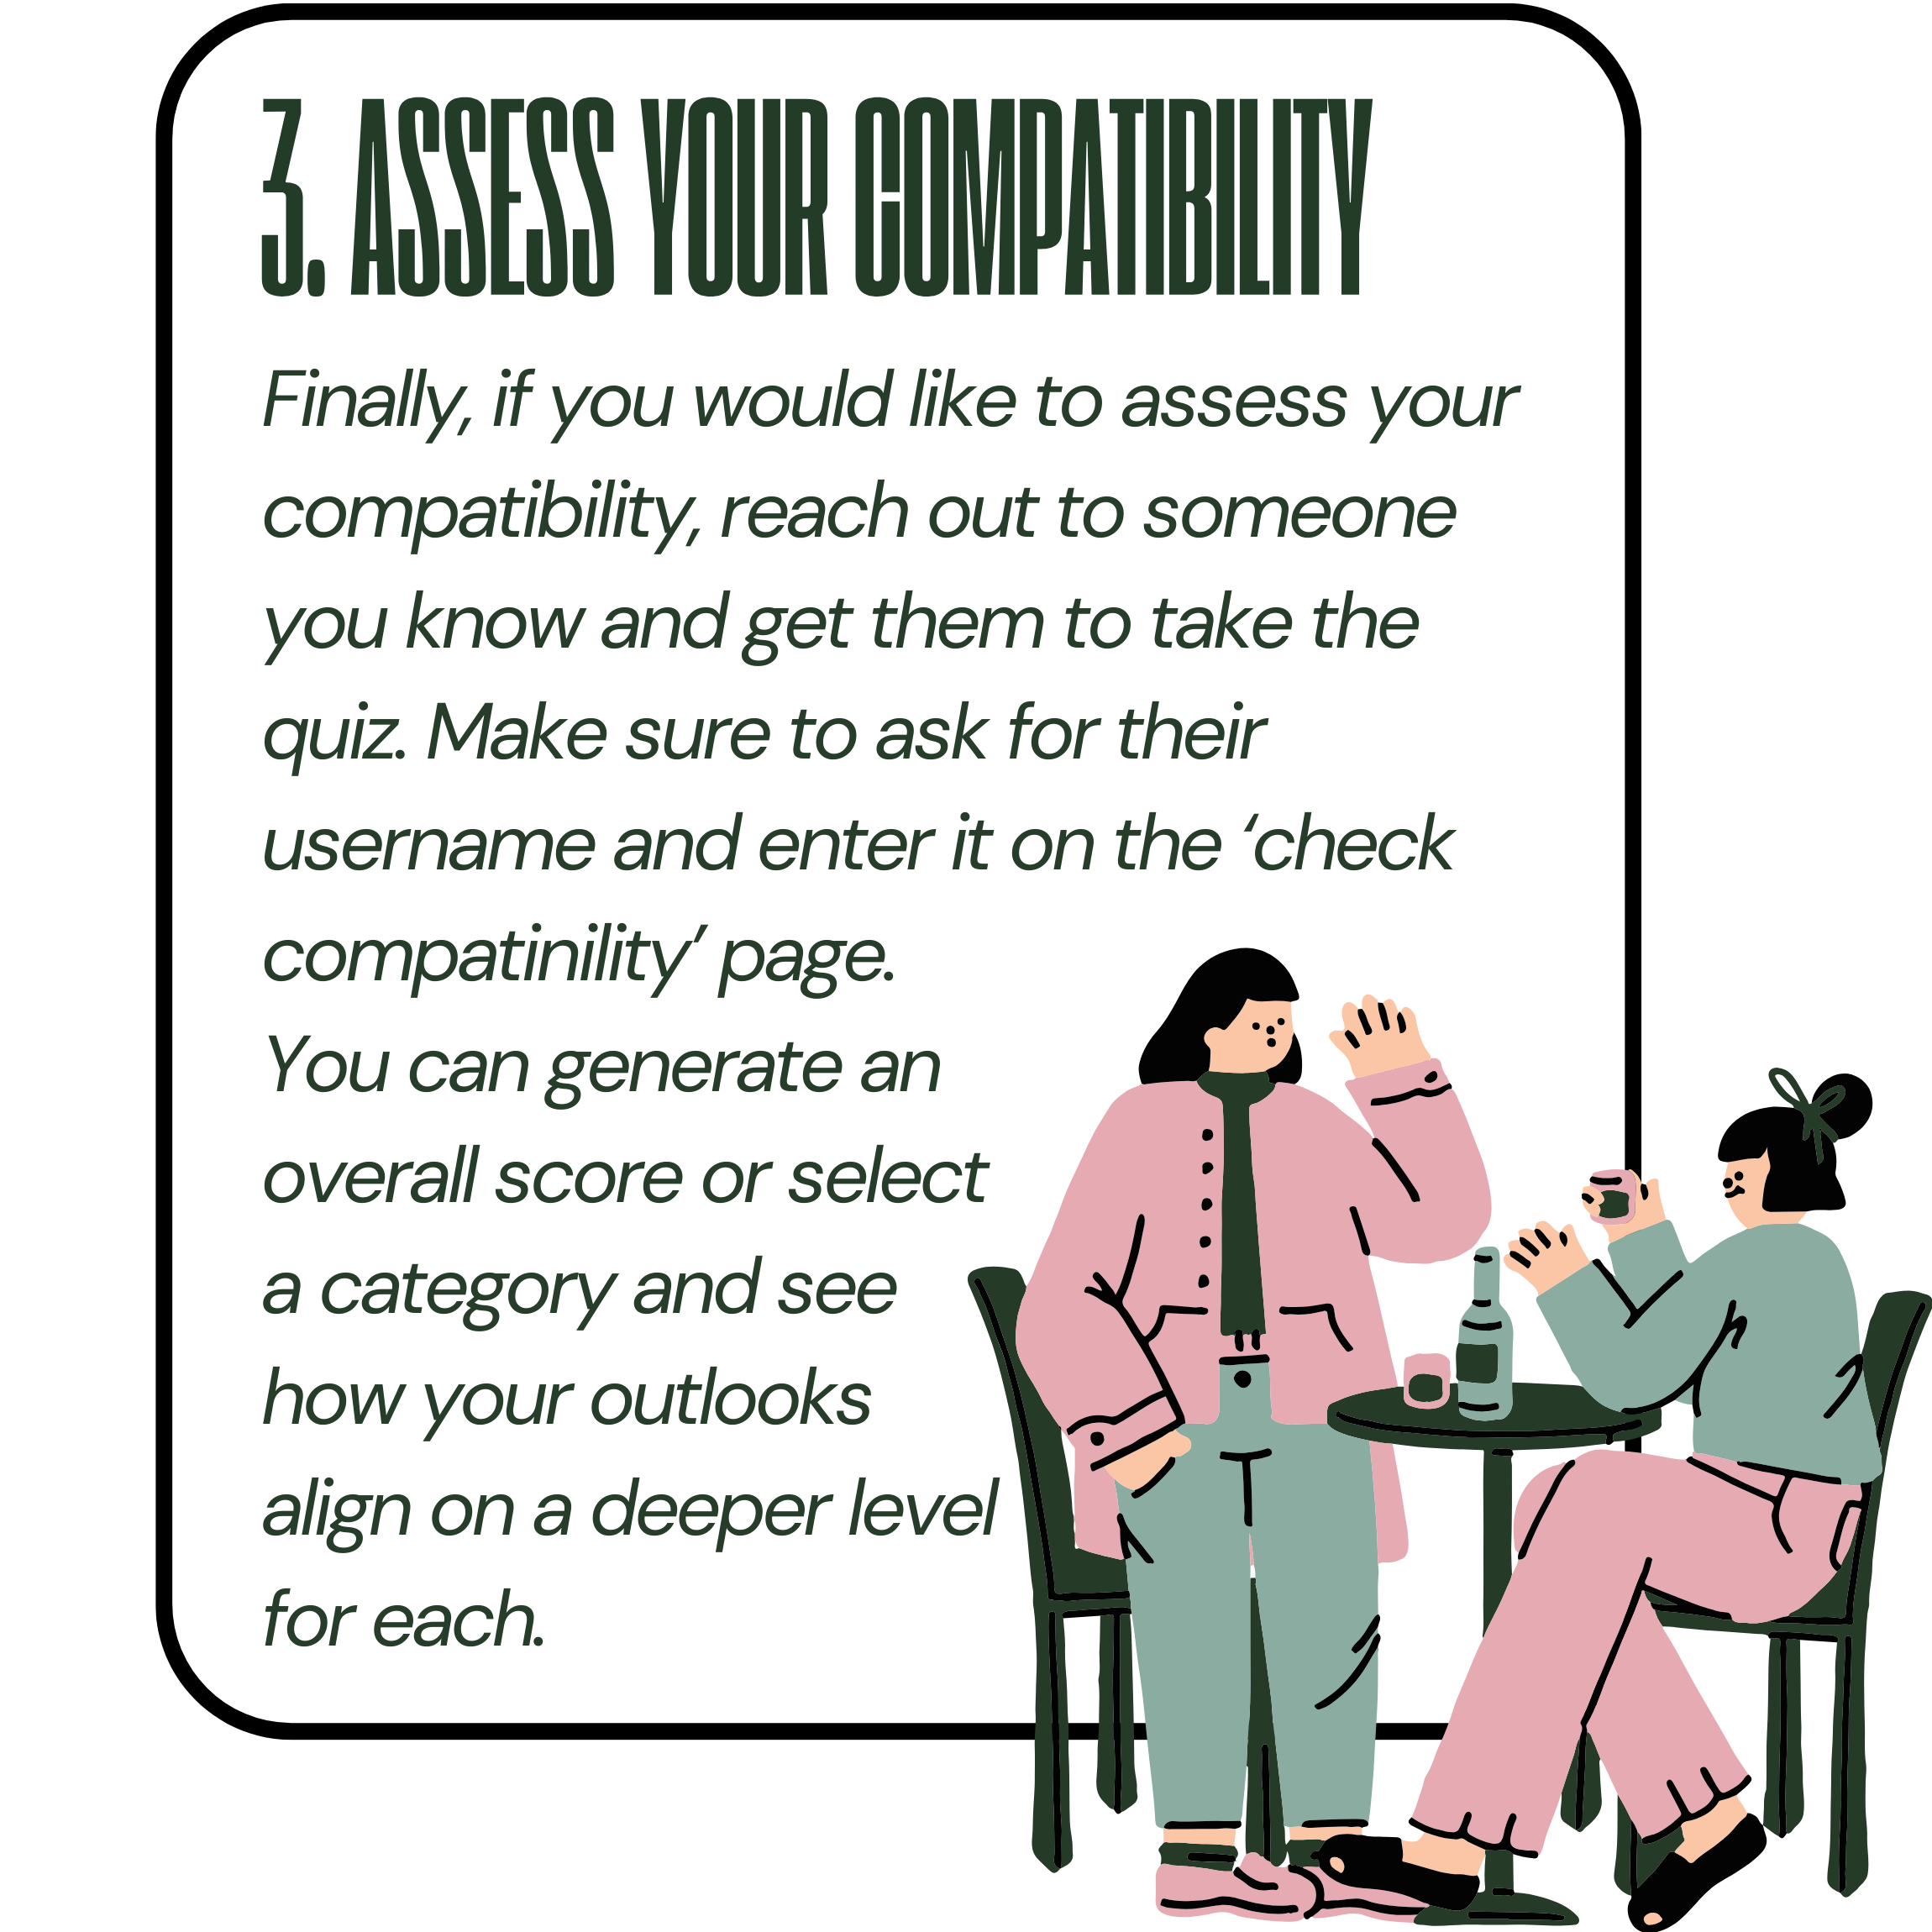 3. ASSESS YOUR COMPATIBILITY
Finally, if you would like to assess your
compatibility, reach out to someone
you know and get them to take the
quiz. Make sure to ask for their
username and enter it on the ‘check
compatinility’ page.
You can generate an
overall score or select
a category and see
how your outlooks
align on a deeper level
for each.